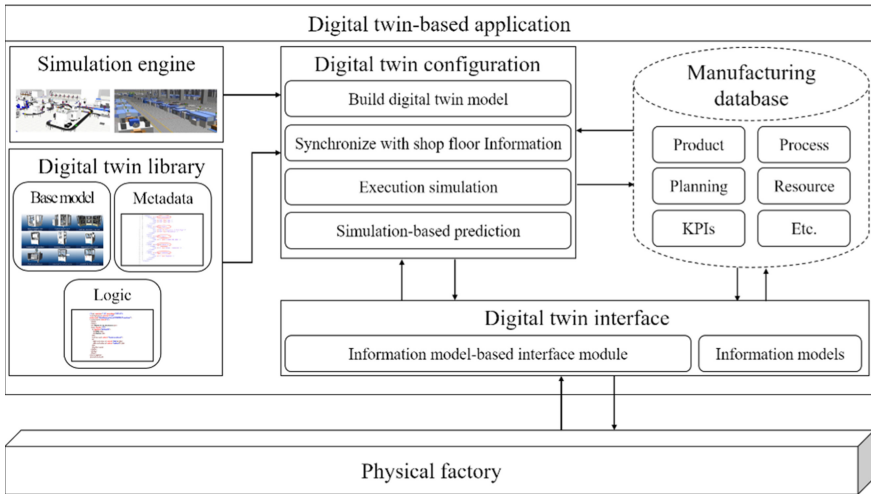 Digital twin-based application
Simulation engine
Digital twin library
Base model
Metadata
Logic
Digital twin configuration
Build digital twin model
Synchronize with shop floor Information
Execution simulation
Simulation-based prediction
Manufacturing
database
Product
Process
Planning
Resource
KPIs
Etc.
Digital twin interface
Information model-based interface module
Information models
Physical factory